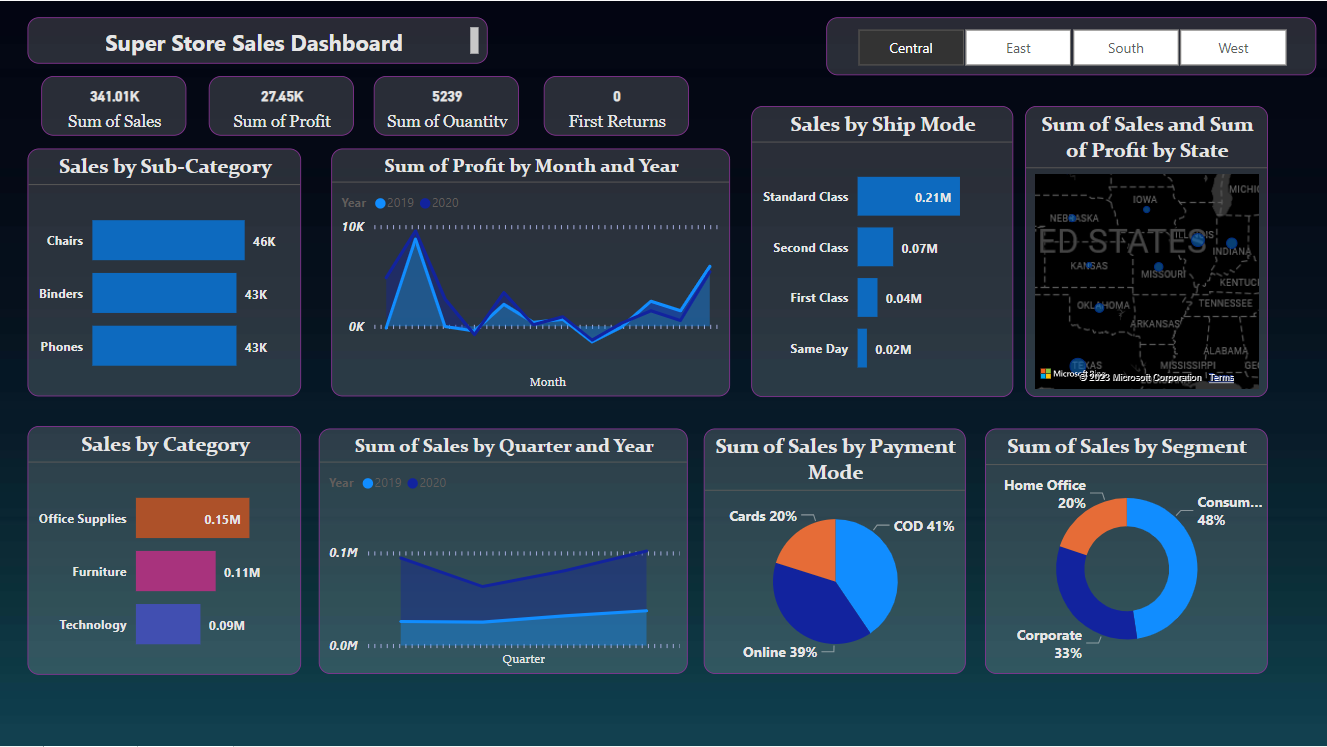 Super Store Sales Dashboard
Central
East
South
West
341.01K
Sum of Sales
27.45K
Sum of Profit
5239
Sum of Quantity
0
First Returns
Sales by Sub-Category
Chairs
46K
Binders
43K
Phones
43K
Sum of Profit by Month and Year
Year 2019 2020
10K
0K
Month
Sales by Ship Mode
Standard Class
0.21M
Second Class
0.07M
First Class
0.04M
Same Day
0.02M
Sum of Sales and Sum
of Profit by State
IOWA
NEBRASKA
ILLINOIS
ED STATES
INDIANA
KANSAS
MISSOURI
KENTUC
OKLAHOMA
TENNESSEE
ARKANSAS
ALABAMA
TEXAS
MISSISSIPPI
GE
MICHIG
© 2023 Microsoft Corporation Terms
Sales by Category
Office Supplies
0.15M
Furniture
0.11M
Technology
0.09M
Sum of Sales by Quarter and Year
Year 2019 2020
0.1M
0.0M
Quarter
Sum of Sales by Payment
Mode
Cards 20%
COD 41%
Online 39%
Sum of Sales by Segment
Home Office
20%
Consum...
48%
Corporate
33%